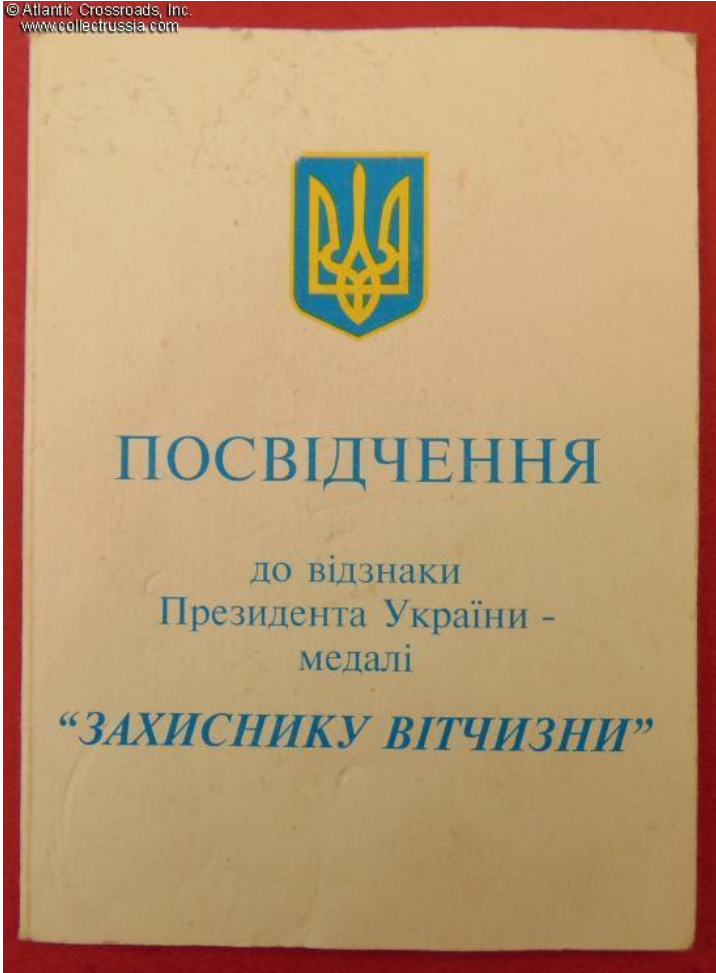 © Atlantic Crossroads, Inc.
www.collectrussia.com
ПОСВІДЧЕННЯ
до відзнаки
Президента України -
медалі
“ЗАХИСНИКУ ВІТЧИЗНИ”